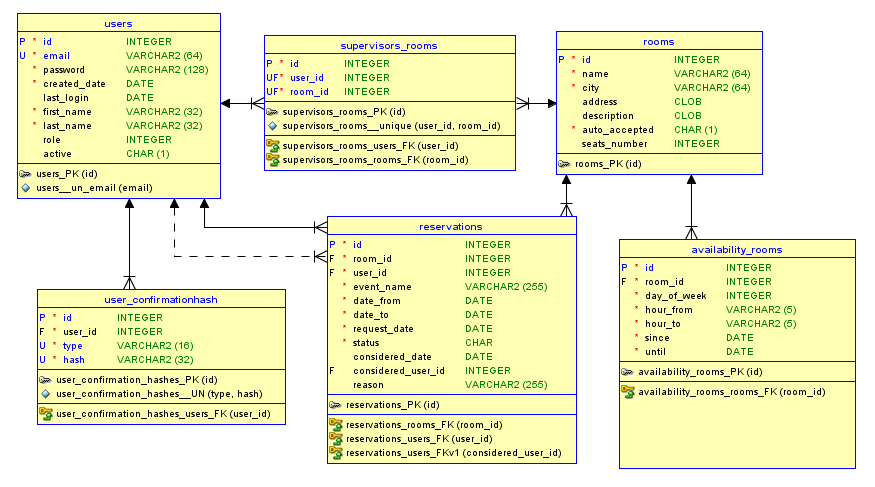 users
P * id INTEGER
U * email VARCHAR2 (64)
* password VARCHAR2 (128)
* created_date DATE
last_login DATE
* first_name VARCHAR2 (32)
* last_name VARCHAR2 (32)
role INTEGER
active CHAR (1)
users_PK (id)
users__un_email (email)
supervisors_rooms
P * id INTEGER
UF* user_id INTEGER
UF* room_id INTEGER
supervisors_rooms_PK (id)
supervisors_rooms__unique (user_id, room_id)
supervisors_rooms_users_FK (user_id)
supervisors_rooms_rooms_FK (room_id)
rooms
P * id INTEGER
* name VARCHAR2 (64)
* city VARCHAR2 (64)
address CLOB
description CLOB
* auto_accepted CHAR (1)
seats_number INTEGER
rooms_PK (id)
user_confirmationhash
P * id INTEGER
F * user_id INTEGER
U * type VARCHAR2 (16)
U * hash VARCHAR2 (32)
user_confirmation_hashes_PK (id)
user_confirmation_hashes__UN (type, hash)
user_confirmation_hashes_users_FK (user_id)
reservations
P * id INTEGER
F * room_id INTEGER
F * user_id INTEGER
* event_name VARCHAR2 (255)
* date_from DATE
* date_to DATE
* request_date DATE
* status CHAR
considered_date DATE
F considered_user_id INTEGER
reason VARCHAR2 (255)
reservations_PK (id)
reservations_rooms_FK (room_id)
reservations_users_FK (user_id)
reservations_users_FKv1 (considered_user_id)
availability_rooms
P * id INTEGER
F * room_id INTEGER
* day_of_week INTEGER
* hour_from VARCHAR2 (5)
* hour_to VARCHAR2 (5)
* since DATE
* until DATE
availability_rooms_PK (id)
availability_rooms_rooms_FK (room_id)